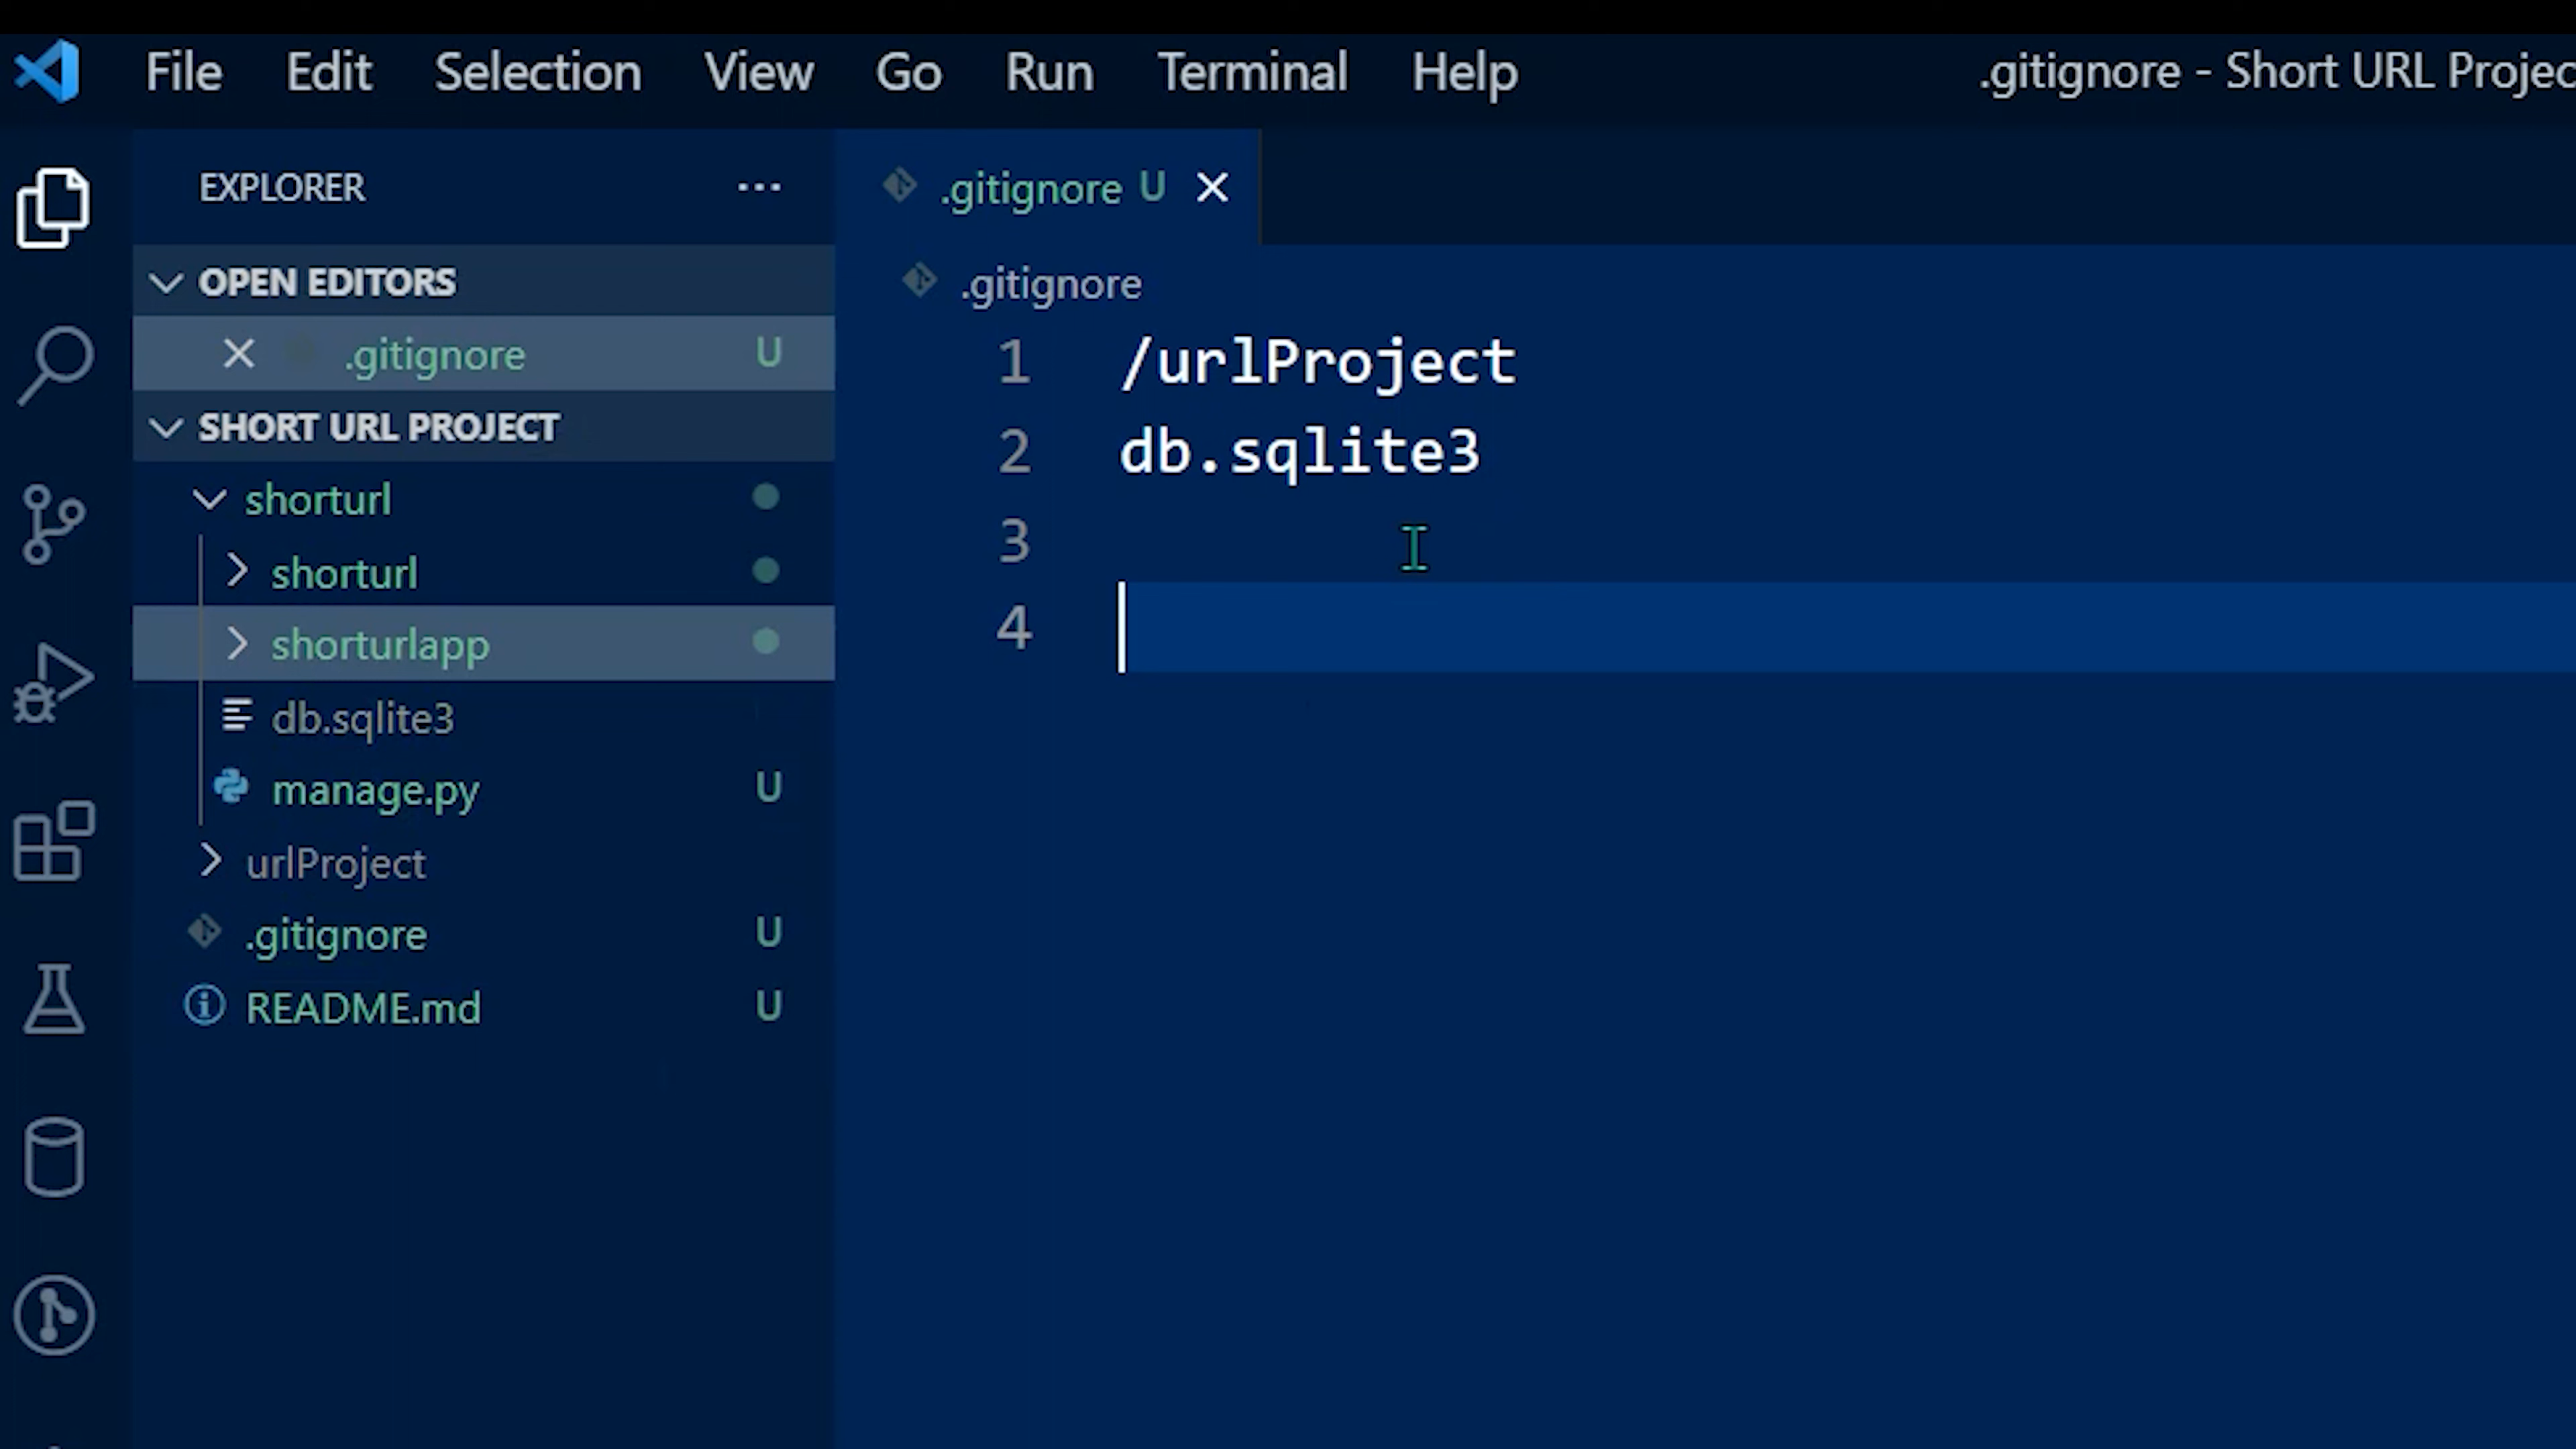 File Edit Selection View Go Run Terminal Help .gitignore - Short URL Projec
EXPLORER ...
OPEN EDITORS
.gitignore U
SHORT URL PROJECT
shorturl
shorturl
shorturlapp
db.sqlite3
manage.py U
urlProject
.gitignore U
README.md U
.gitignore U
.gitignore
1 /urlProject
2 db.sqlite3
3
4